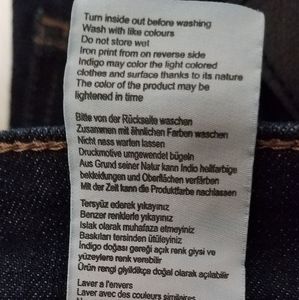 Turn inside out before washing
Wash with like colours
Do not store wet
Iron print from on reverse side
Indigo may color the light colored
clothes and surface thanks to its nature
The color of the product may be
lightened in time
Bitte von der Rückseite waschen
Zusammen mit ähnlichen Farben waschen
Nicht nass warten lassen
Druckmotive umgewendet bügeln
Aus Grund seiner Natur kann Indio hellfarbige
bekleidungen und Oberflächen verfärben
Mit der Zeit kann die Produktfarbe nachlassen
Tersyüz ederek yıkayınız
Benzer renklerle yıkayınız
Islak olarak muhafaza etmeyiniz
Baskıları tersinden ütüleyiniz
İndigo doğası gereği açık renk giysi ve
yüzeylere renk verebilir
Ürün rengi giyildikçe doğal olarak açılabilir
Laver a l'envers
Laver avec des couleurs similaires